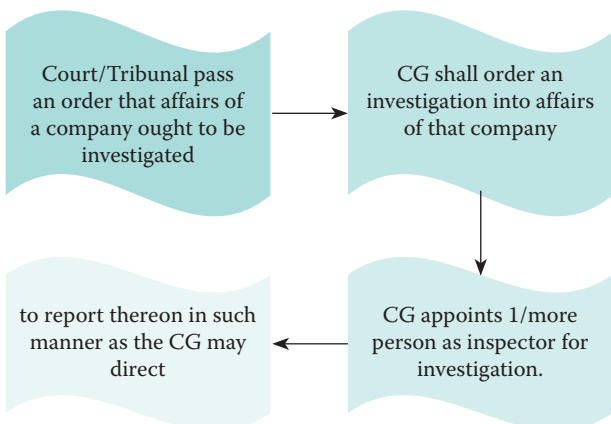 Court/Tribunal pass
an order that affairs of
a company ought to be
investigated
CG shall order an
investigation into affairs
of that company
CG appoints 1/more
person as inspector for
investigation.
to report thereon in such
manner as the CG may
direct